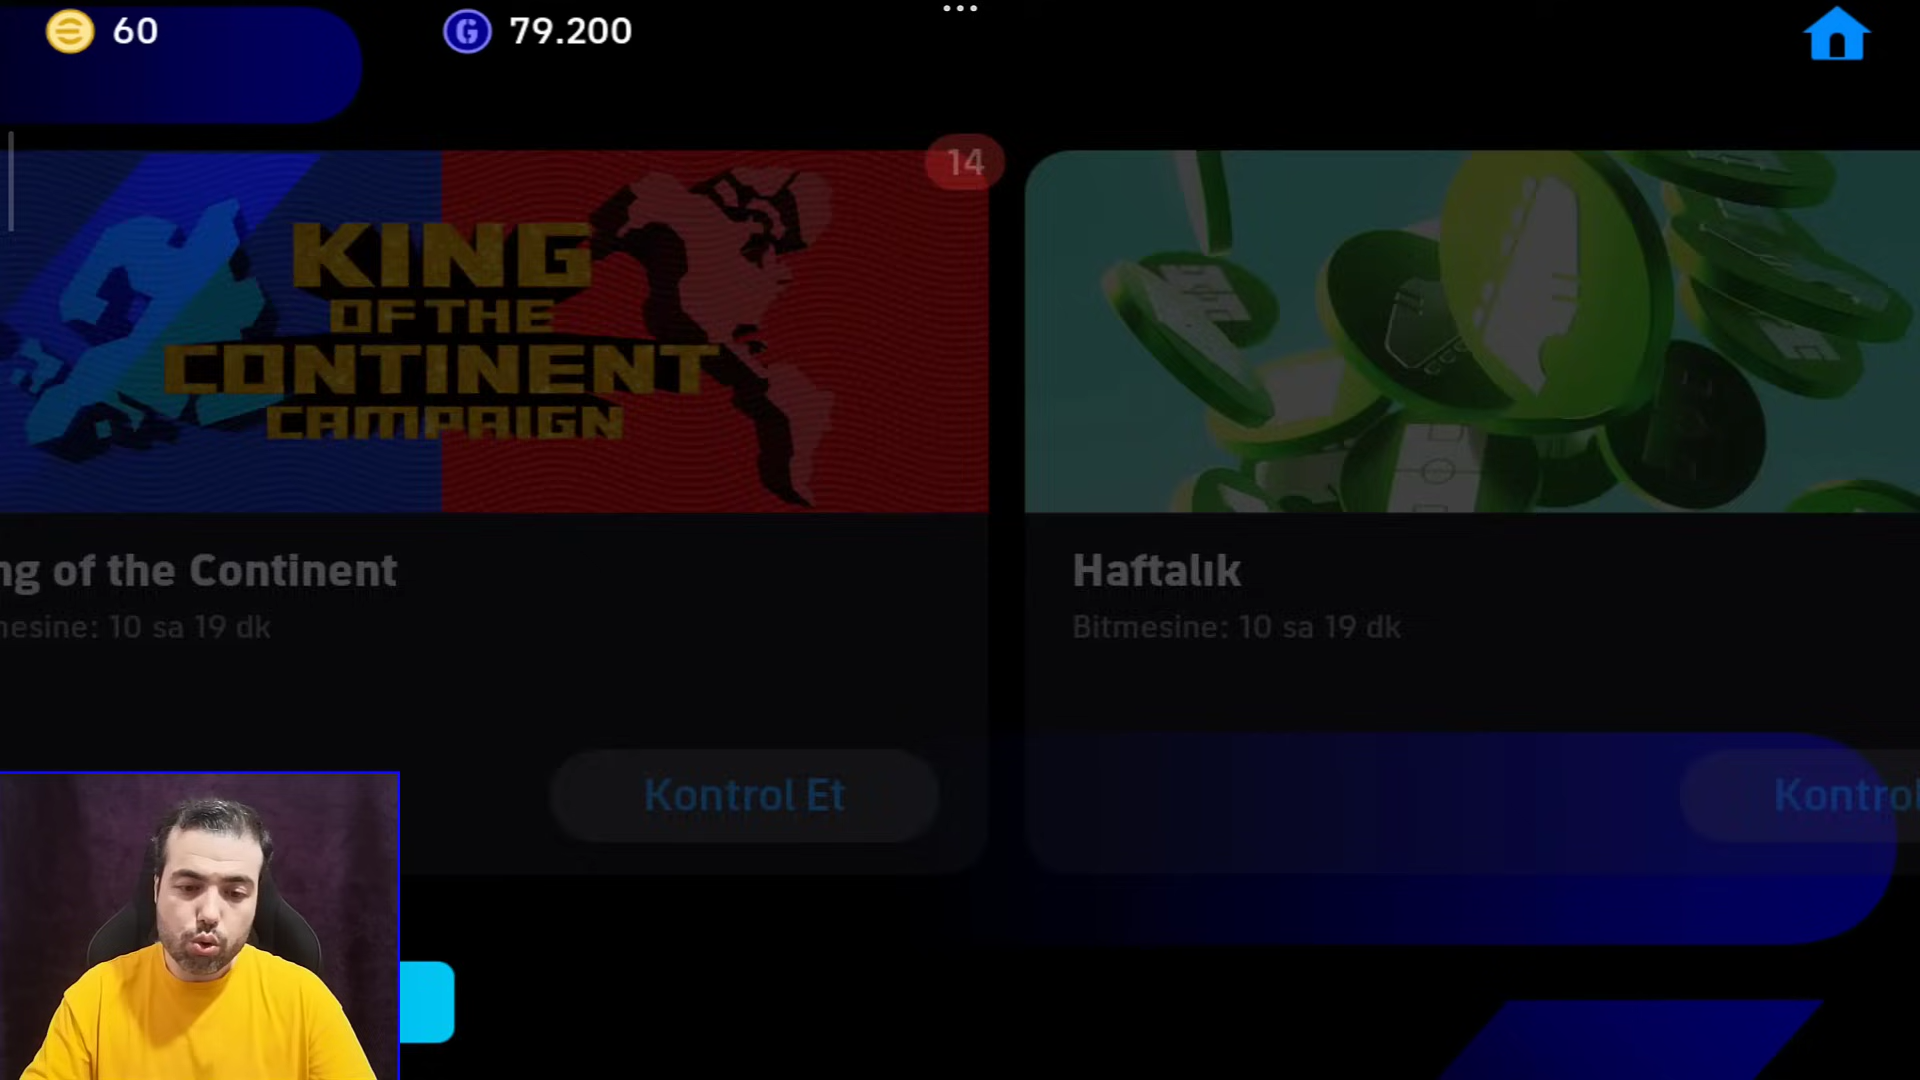 60
79.200
14
KING
OF THE
CONTINENT
CAMPAIGN
ng of the Continent
nesine: 10 sa 19 dk
Kontrol Et
Haftalık
Bitmesine: 10 sa 19 dk
Kontrol